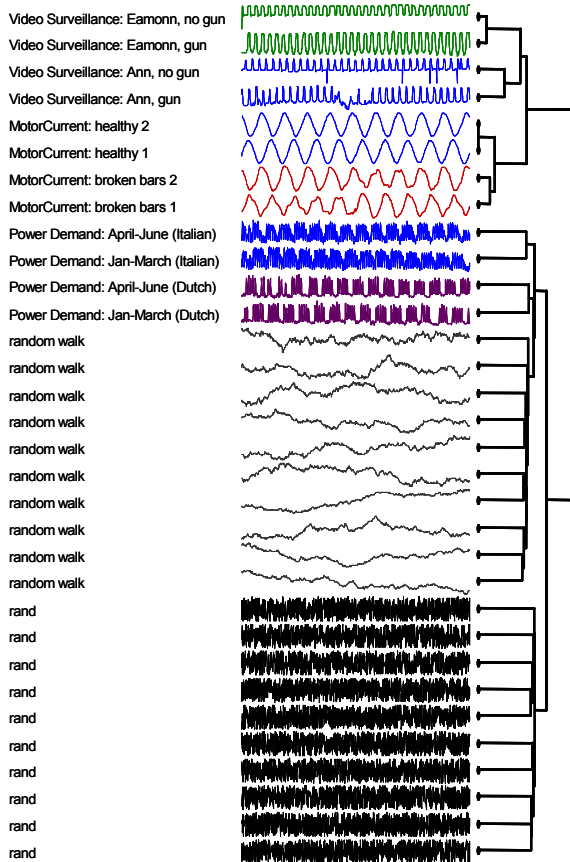 Video Surveillance: Eamonn, no gun
Video Surveillance: Eamonn, gun
Video Surveillance: Ann, no gun
Video Surveillance: Ann, gun
MotorCurrent: healthy 2
MotorCurrent: healthy 1
MotorCurrent: broken bars 2
MotorCurrent: broken bars 1
Power Demand: April-June (Italian)
Power Demand: Jan-March (Italian)
Power Demand: April-June (Dutch)
Power Demand: Jan-March (Dutch)
random walk
random walk
random walk
random walk
random walk
random walk
random walk
random walk
random walk
random walk
rand
rand
rand
rand
rand
rand
rand
rand
rand
rand